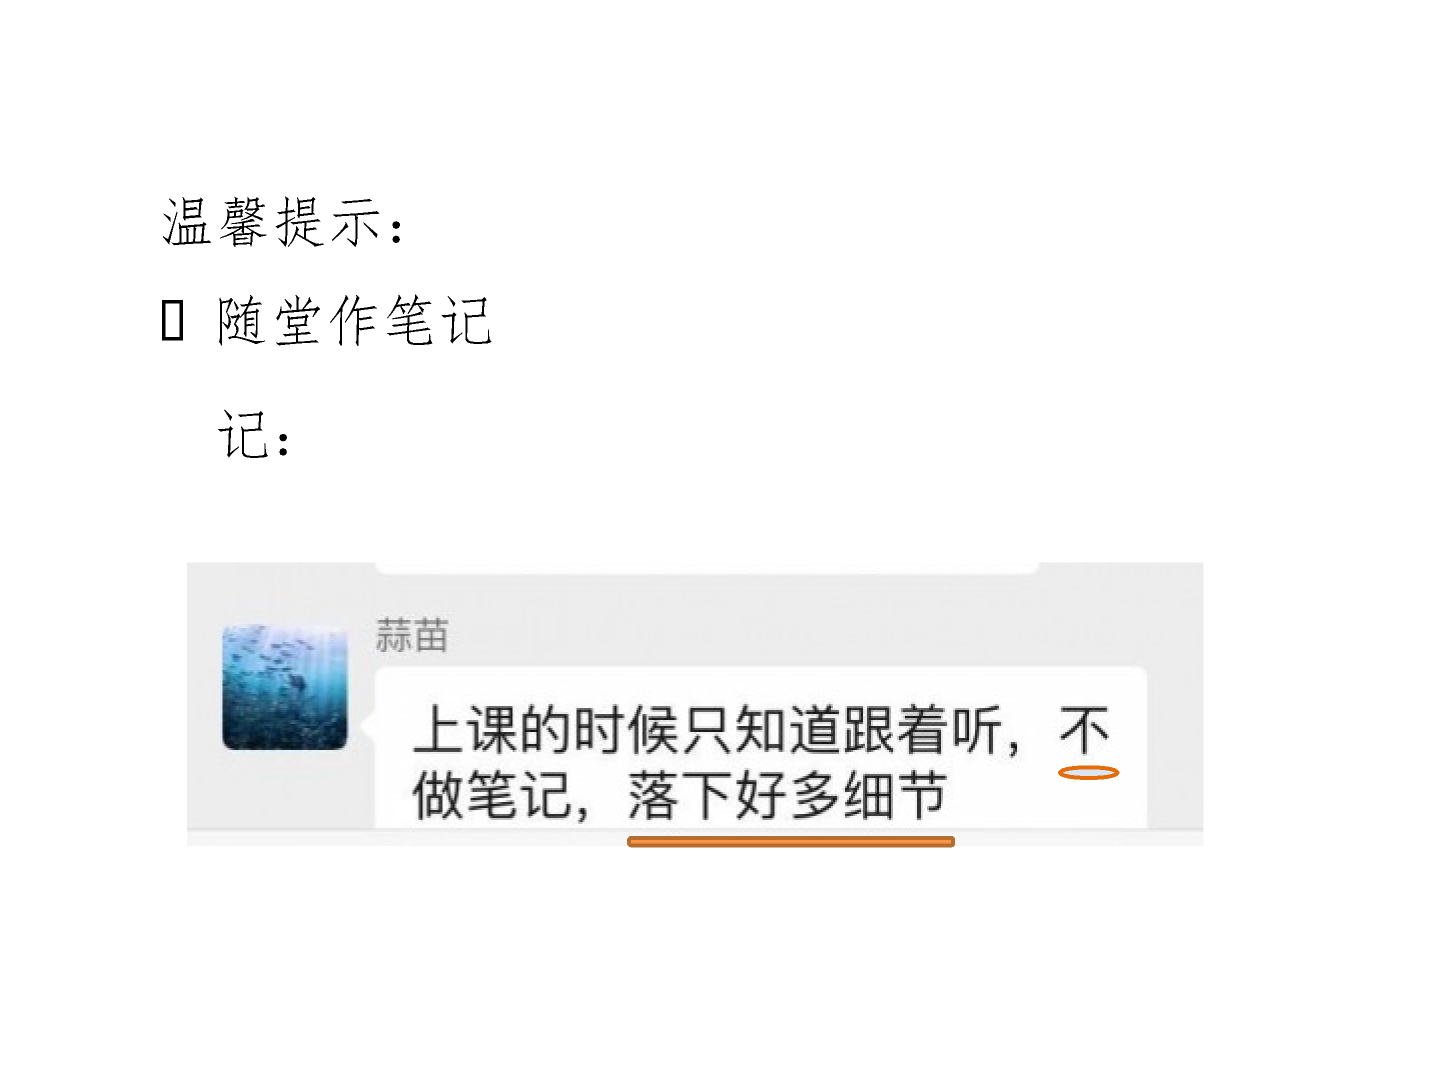 温馨提示：
随堂作笔记
记：
蒜苗
上课的时候只知道跟着听，不
做笔记，落下好多细节